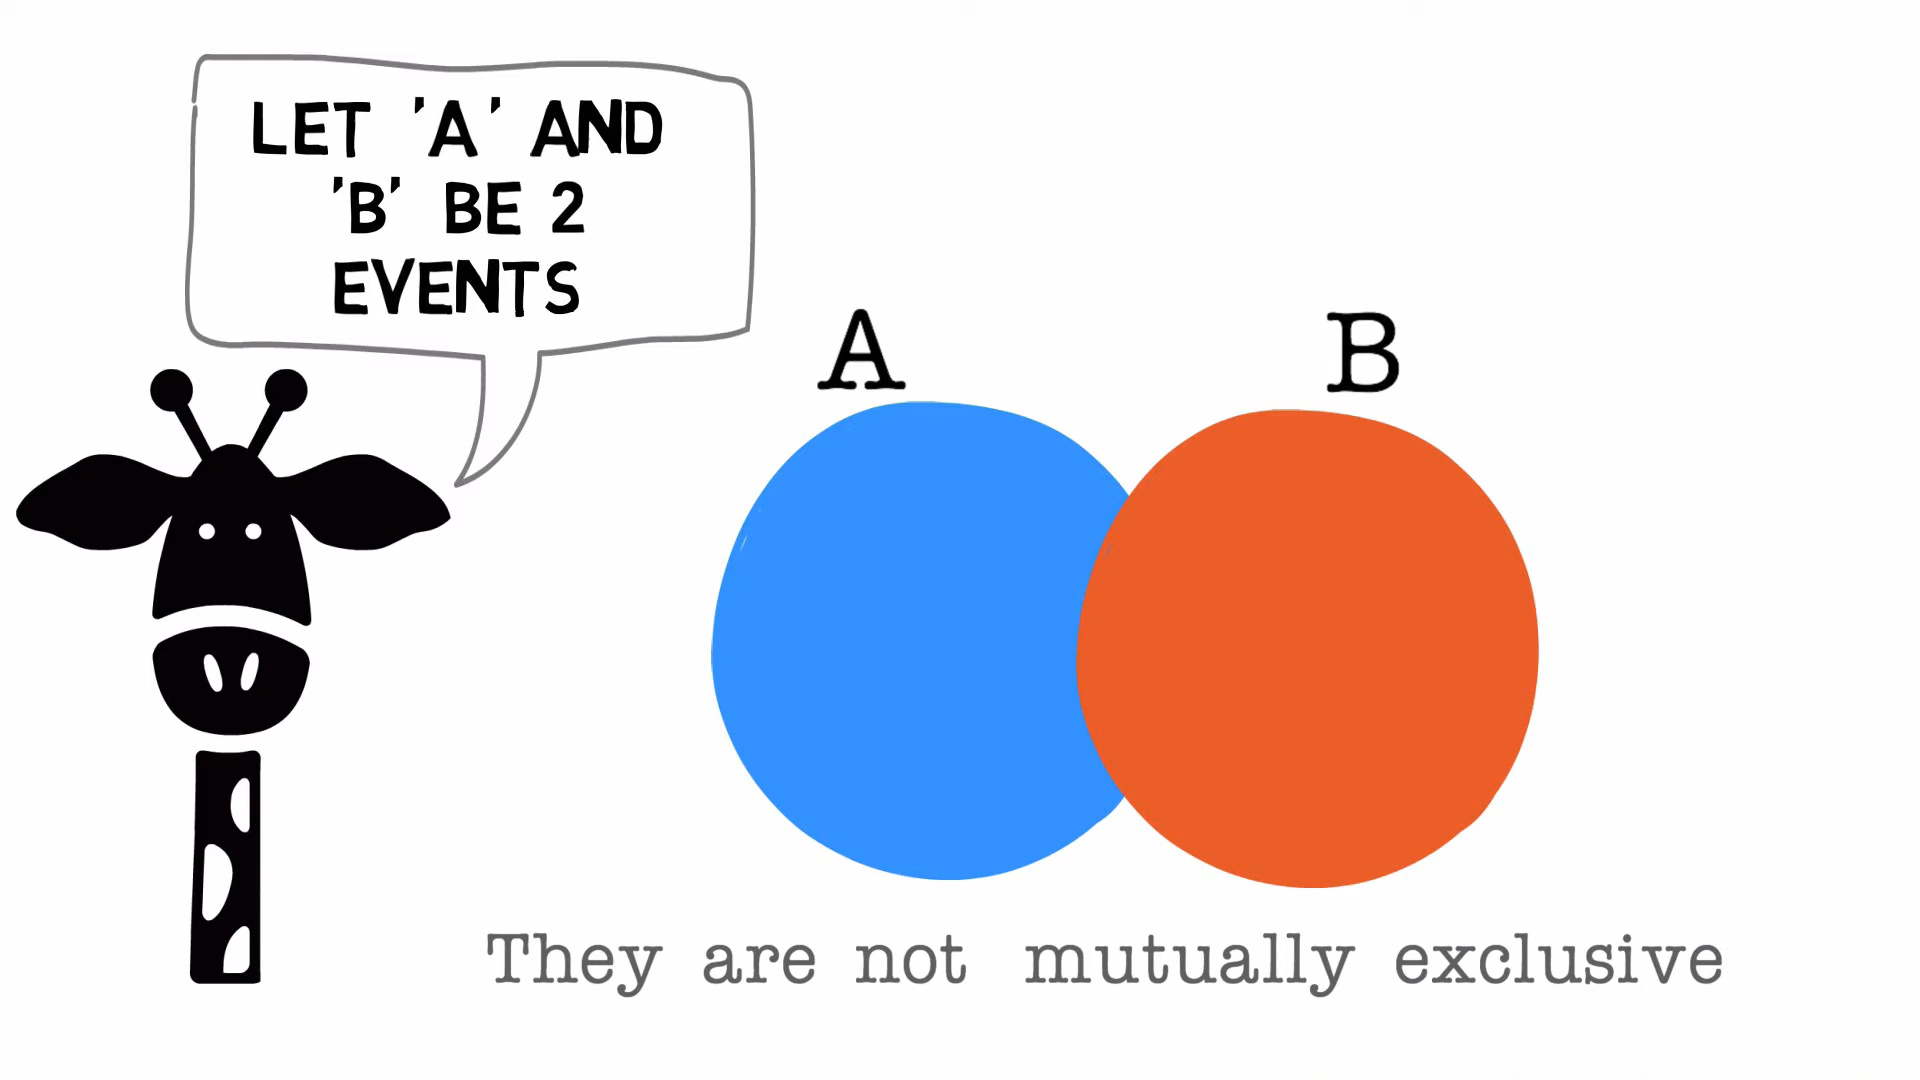 LET 'A' AND
'B' BE 2
EVENTS
A
B
They are not mutually exclusive